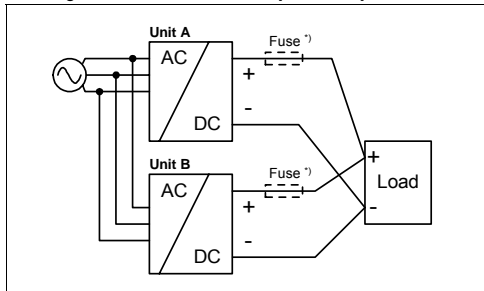 Unit A
AC
DC
Fuse *)
+
-
Unit B
AC
DC
Fuse *)
+
-
+
Load
-